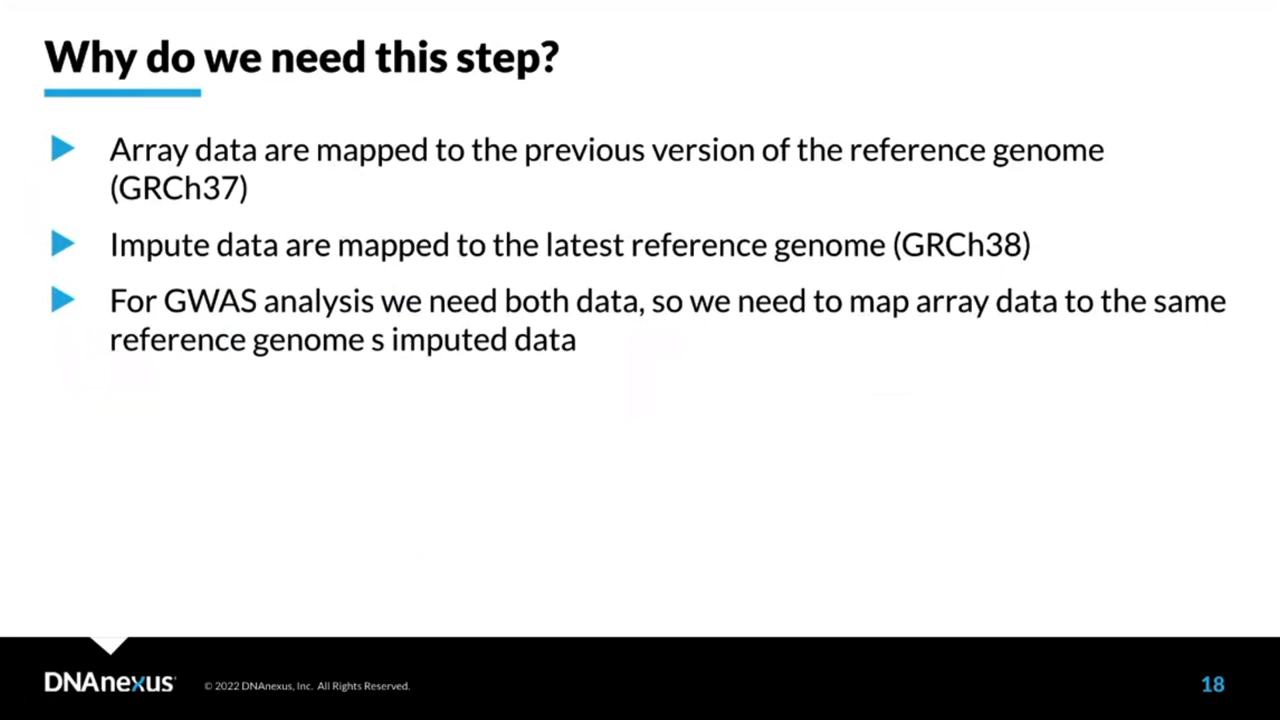 Why do we need this step?
Array data are mapped to the previous version of the reference genome
(GRCh37)
Impute data are mapped to the latest reference genome (GRCh38)
For GWAS analysis we need both data, so we need to map array data to the same
reference genome s imputed data
DNAnexus
© 2022 DNAnexus, Inc. All Rights Reserved.
18